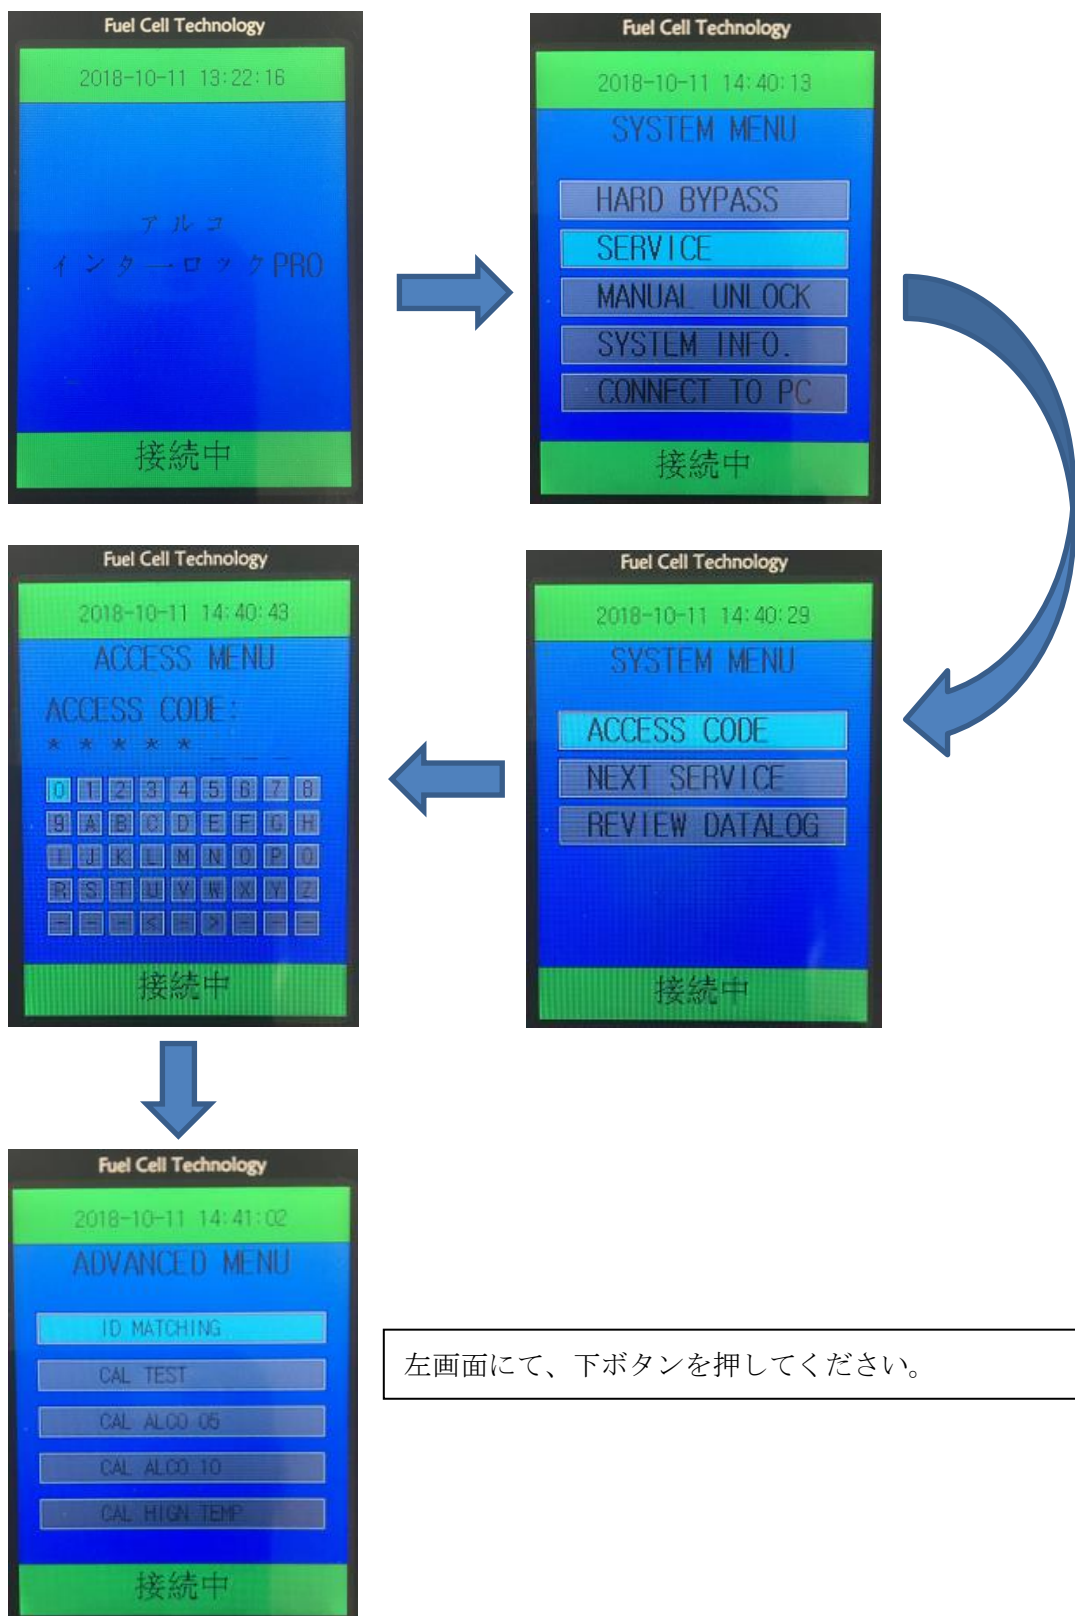 Fuel Cell Technology
2018-10-11 13:22:16
アルコ
インターロックPRO
接続中
Fuel Cell Technology
2018-10-11 14:40:13
SYSTEM MENU
HARD BYPASS
SERVICE
MANUAL UNLOCK
SYSTEM INFO.
CONNECT TO PC
接続中
Fuel Cell Technology
2018-10-11 14:40:29
SYSTEM MENU
ACCESS CODE
NEXT SERVICE
REVIEW DATALOG
接続中
Fuel Cell Technology
2018-10-11 14:40:43
ACCESS MENU
ACCESS CODE:
* * * * * _ _ _
0 1 2 3 4 5 6 7 8
9 A B C D E F G H
I J K L M N O P Q
R S T U V W X Y Z
- - - < - > - - -
接続中
Fuel Cell Technology
2018-10-11 14:41:02
ADVANCED MENU
ID MATCHING
CAL TEST
CAL ALCO 05
CAL ALCO 10
CAL HIGN TEMP
接続中
左画面にて、下ボタンを押してください。